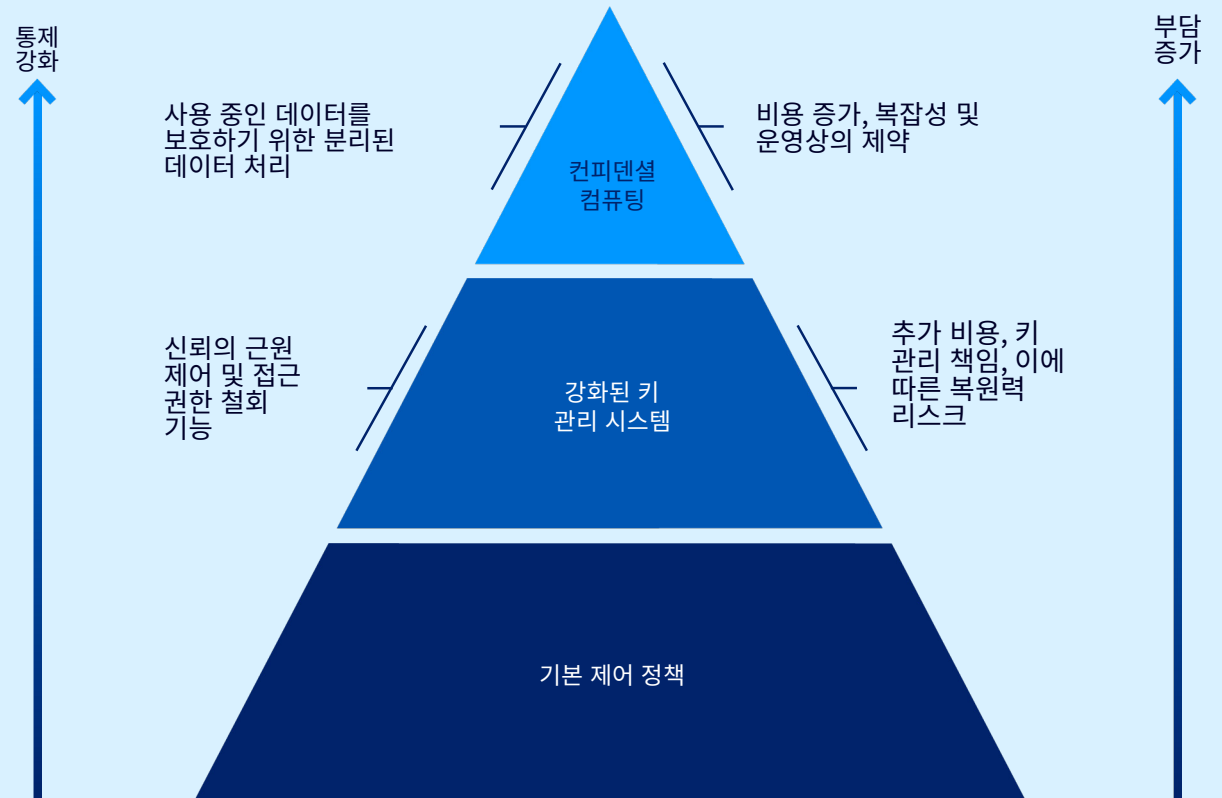 통제
강화
부담
증가
사용 중인 데이터를
보호하기 위한 분리된
데이터 처리
비용 증가, 복잡성 및
운영상의 제약
컨피덴셜
컴퓨팅
신뢰의 근원
제어 및 접근
권한 철회
기능
강화된 키
관리 시스템
추가 비용, 키
관리 책임, 이에
따른 복원력
리스크
기본 제어 정책